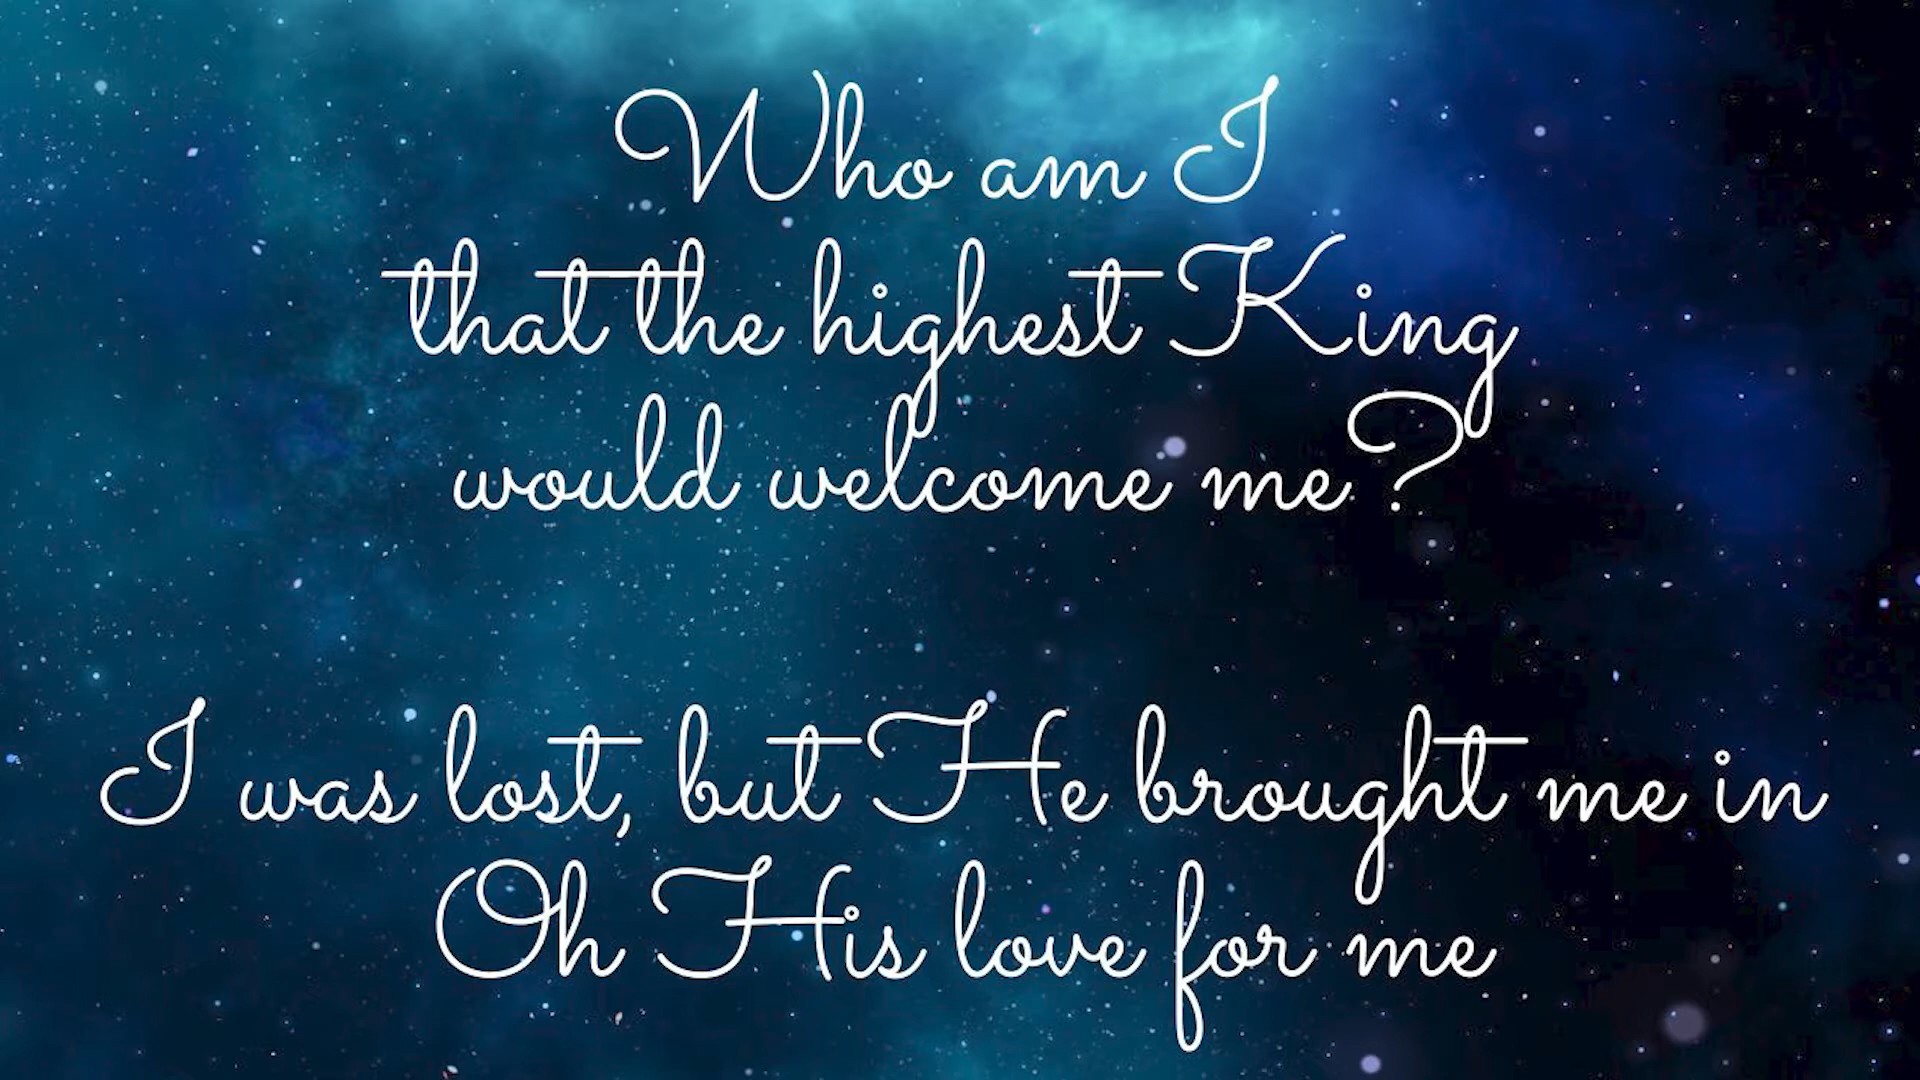 Who am I
that the highest King
would welcome me?
I was lost, but He brought me in
Oh His love for me